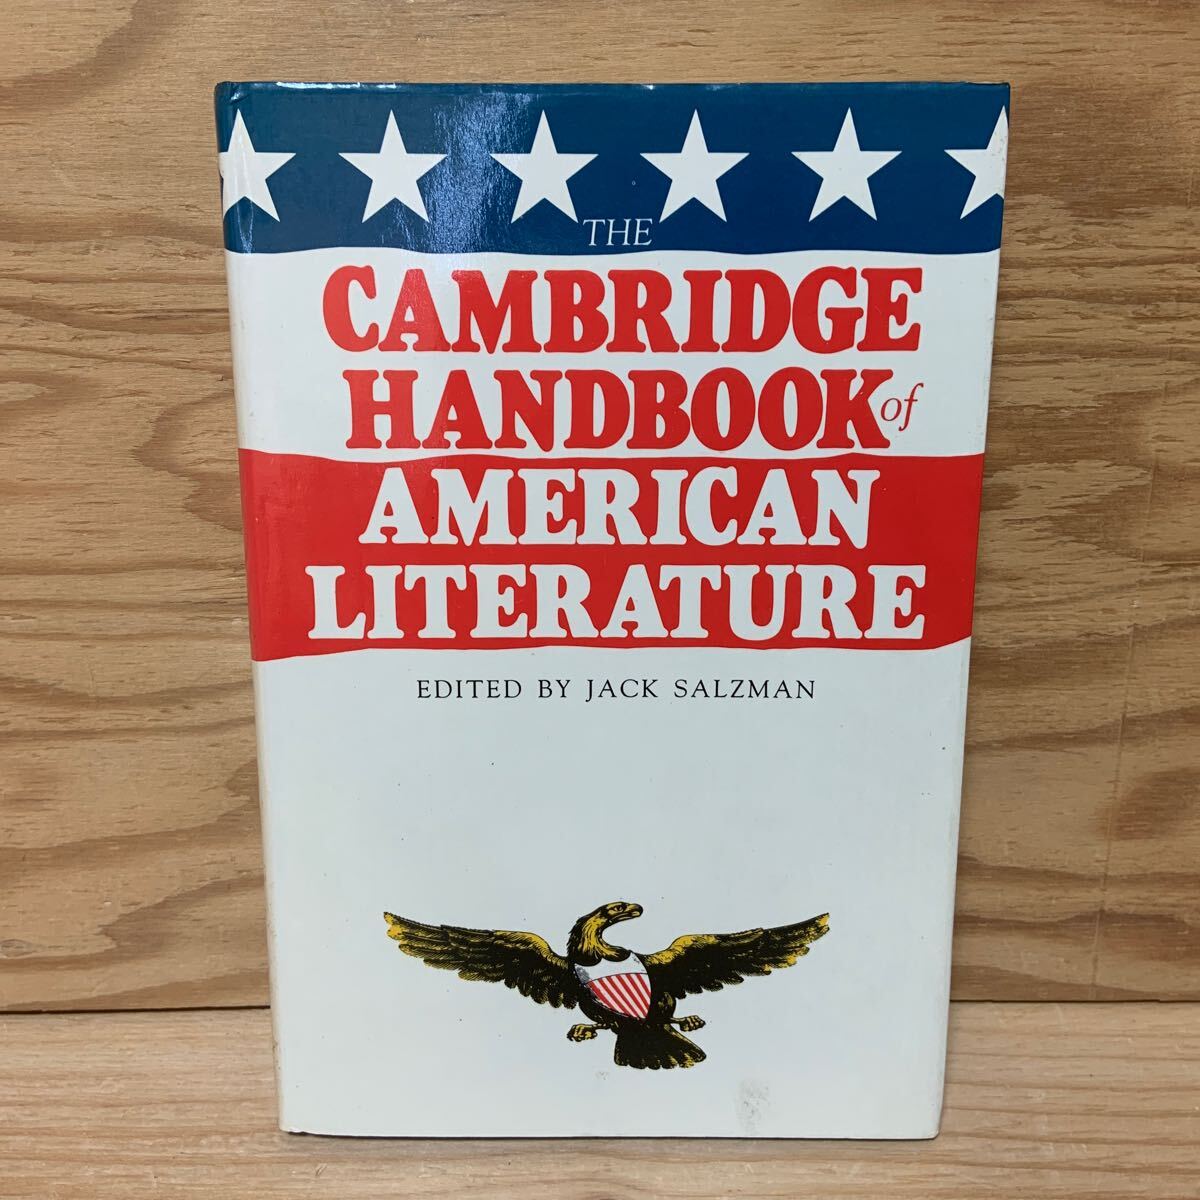 THE
CAMBRIDGE
HANDBOOK of
AMERICAN
LITERATURE
EDITED BY JACK SALZMAN